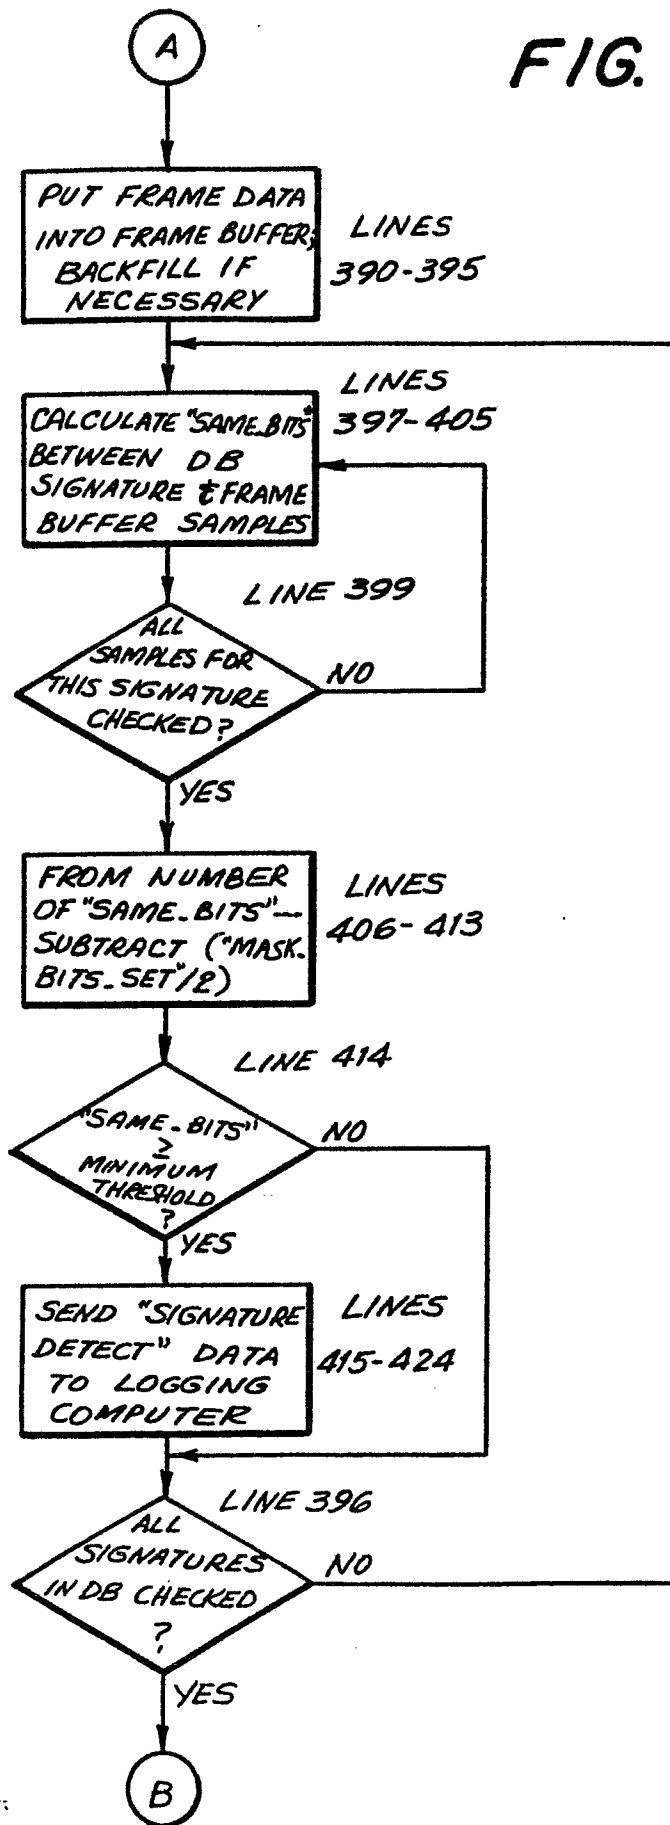 A
FIG.
PUT FRAME DATA
INTO FRAME BUFFER;
BACKFILL IF
NECESSARY
LINES
390-395
LINES
397-405
CALCULATE "SAME_BITS"
BETWEEN DB
SIGNATURE & FRAME
BUFFER SAMPLES
LINE 399
ALL
SAMPLES FOR
THIS SIGNATURE
CHECKED?
NO
YES
FROM NUMBER
OF "SAME_BITS"—
SUBTRACT ("MASK_
BITS_SET"/2)
LINES
406-413
LINE 414
"SAME_BITS"
≥
MINIMUM
THRESHOLD
?
NO
YES
SEND "SIGNATURE
DETECT" DATA
TO LOGGING
COMPUTER
LINES
415-424
LINE 396
ALL
SIGNATURES
IN DB CHECKED
?
NO
YES
B